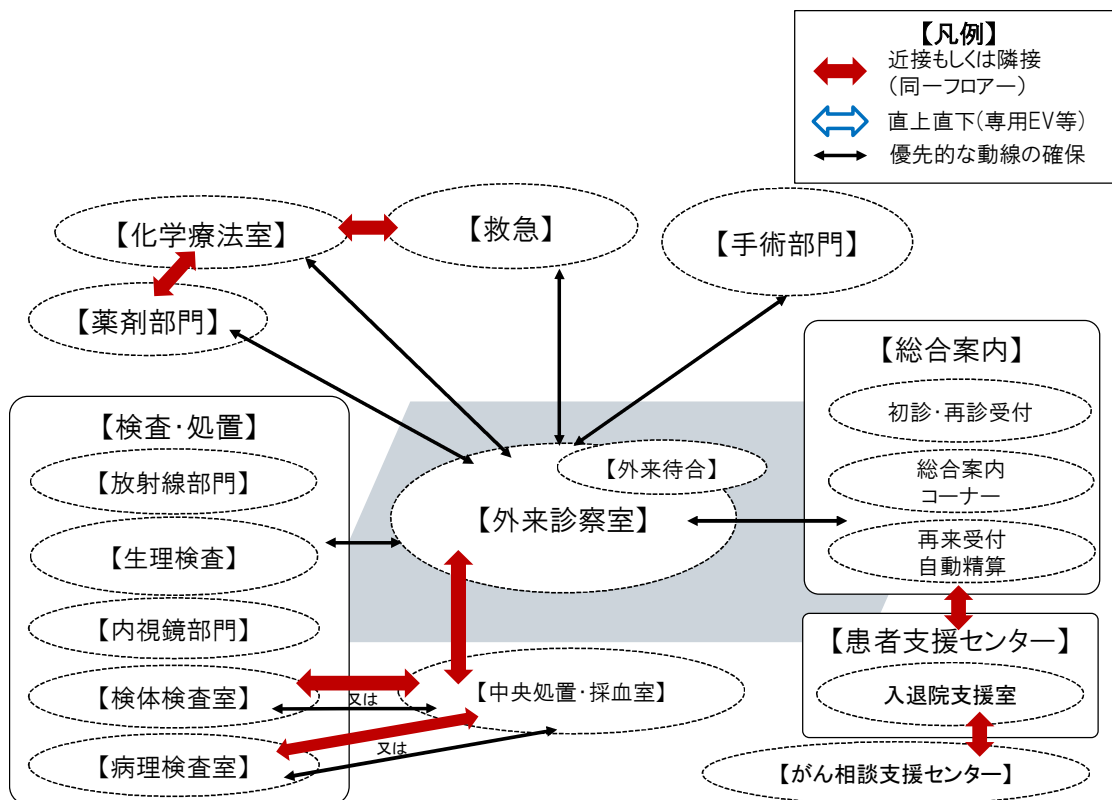 【凡例】
近接もしくは隣接
(同一フロアー)
直上直下(専用EV等)
優先的な動線の確保
【化学療法室】
【救急】
【手術部門】
【薬剤部門】
【総合案内】
初診・再診受付
総合案内
コーナー
再来受付
自動精算
【検査・処置】
【放射線部門】
【生理検査】
【内視鏡部門】
【検体検査室】
【病理検査室】
【外来待合】
【外来診察室】
【中央処置・採血室】
又は
又は
【患者支援センター】
入退院支援室
【がん相談支援センター】